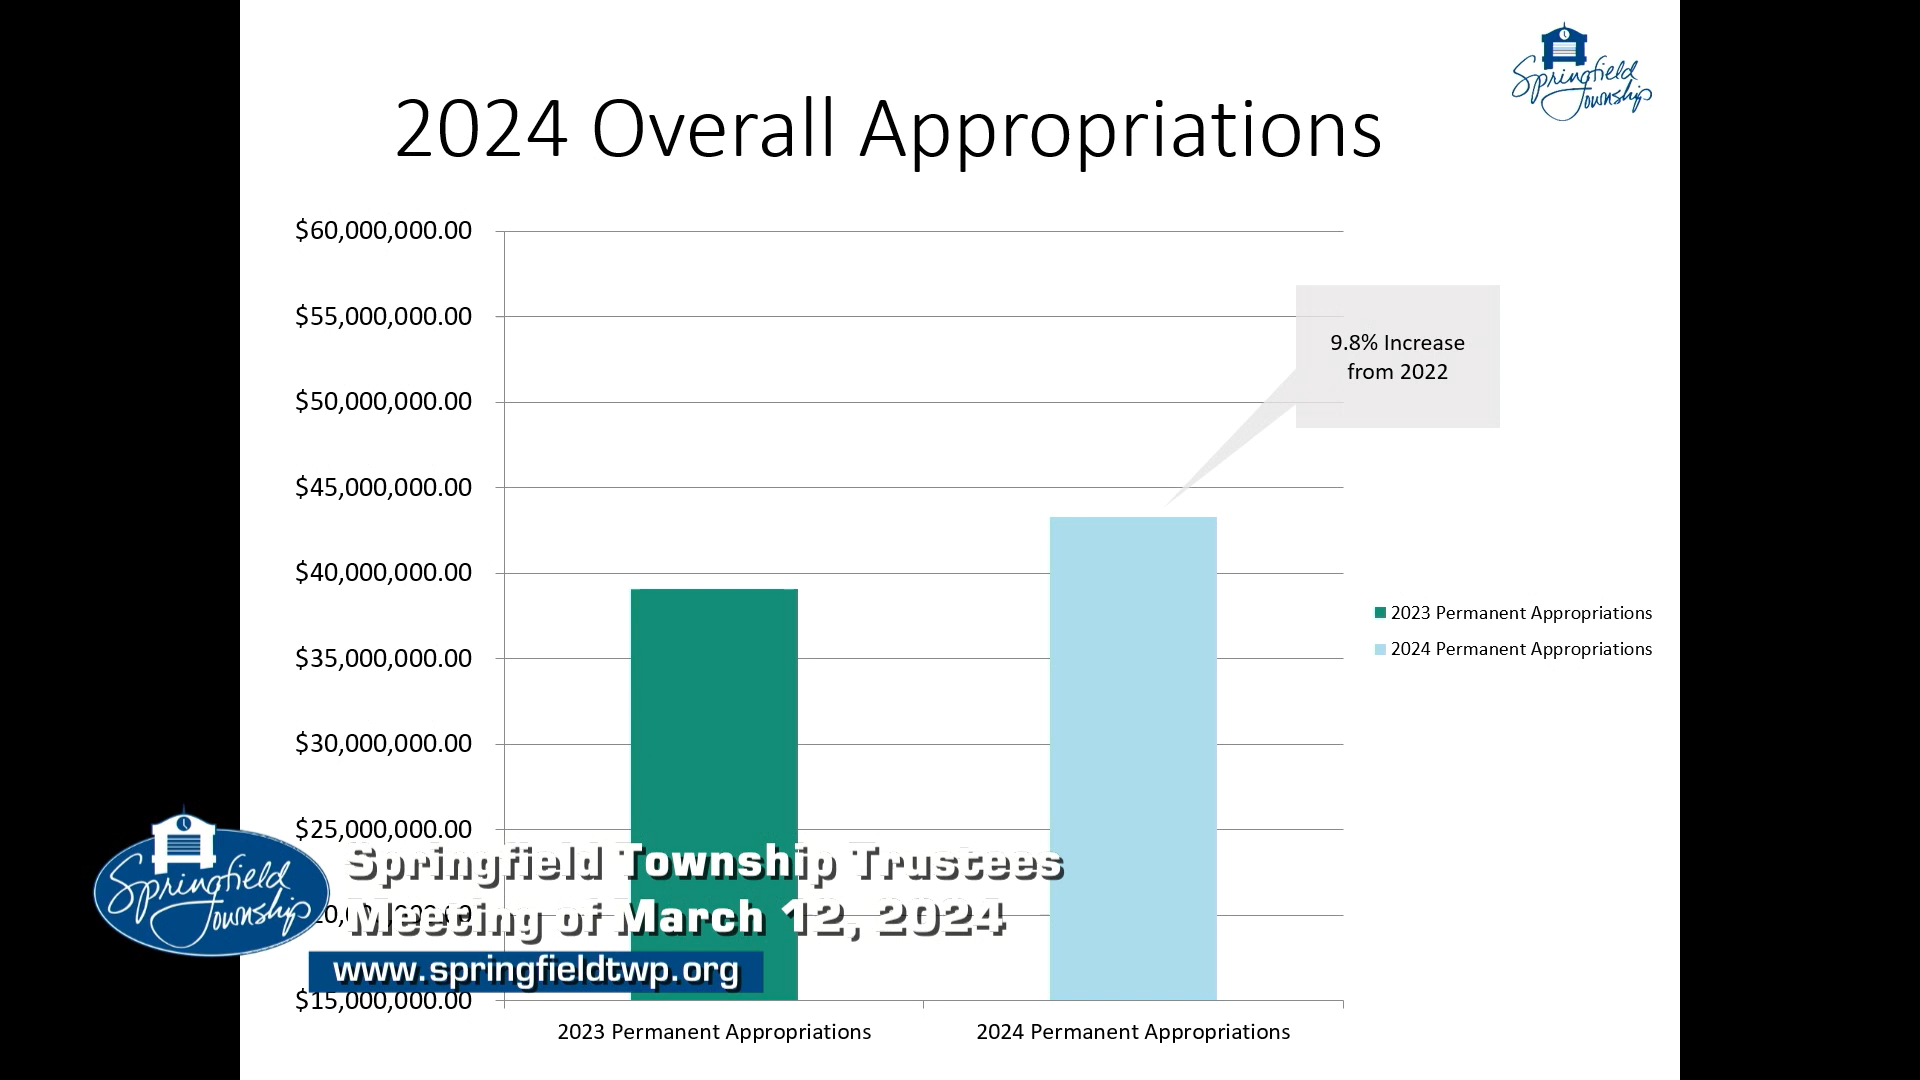 Springfield
Township
2024 Overall Appropriations
$60,000,000.00
$55,000,000.00
$50,000,000.00
$45,000,000.00
$40,000,000.00
$35,000,000.00
$30,000,000.00
$25,000,000.00
$15,000,000.00
9.8% Increase
from 2022
2023 Permanent Appropriations
2024 Permanent Appropriations
2023 Permanent Appropriations
2024 Permanent Appropriations
Springfield
Township
Springfield Township Trustees
Meeting of March 12, 2024
www.springfieldtwp.org